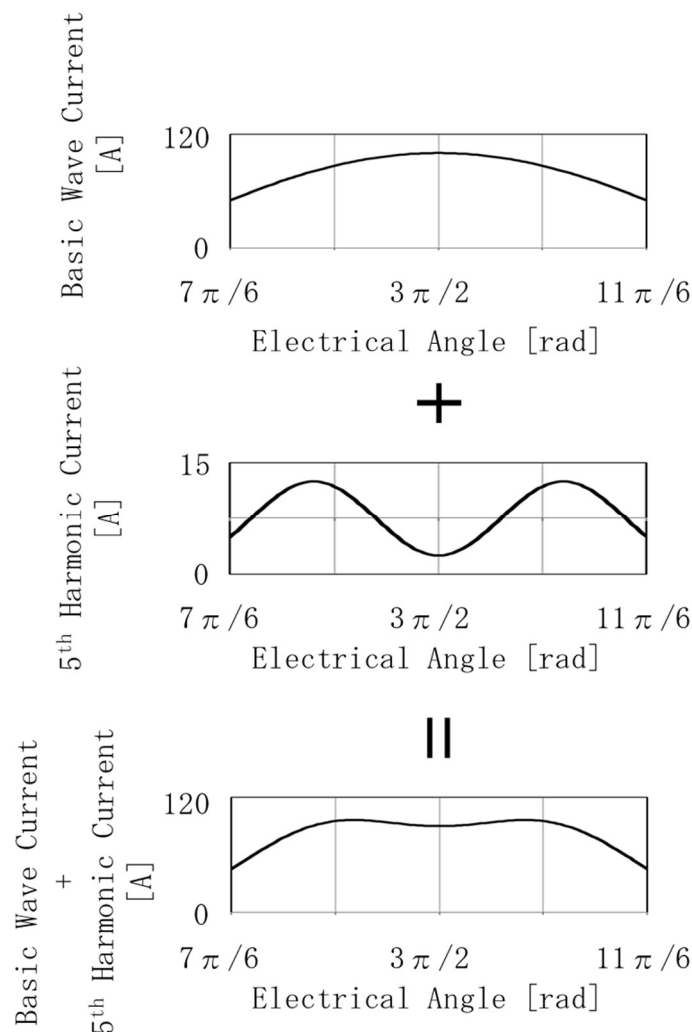 Basic Wave Current
[A]
120
0
7π/6
3π/2
11π/6
Electrical Angle [rad]
+
5th Harmonic Current
[A]
15
0
7π/6
3π/2
11π/6
Electrical Angle [rad]
=
Basic Wave Current
+
5th Harmonic Current
[A]
120
0
7π/6
3π/2
11π/6
Electrical Angle [rad]